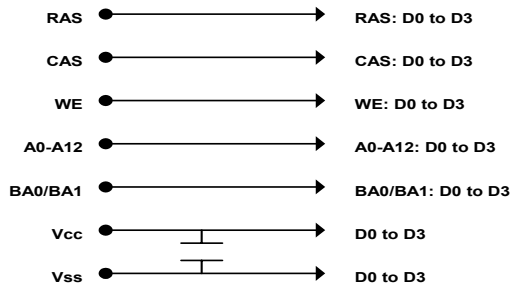 RAS RAS: D0 to D3
CAS CAS: D0 to D3
WE WE: D0 to D3
A0-A12 A0-A12: D0 to D3
BA0/BA1 BA0/BA1: D0 to D3
Vcc D0 to D3
Vss D0 to D3